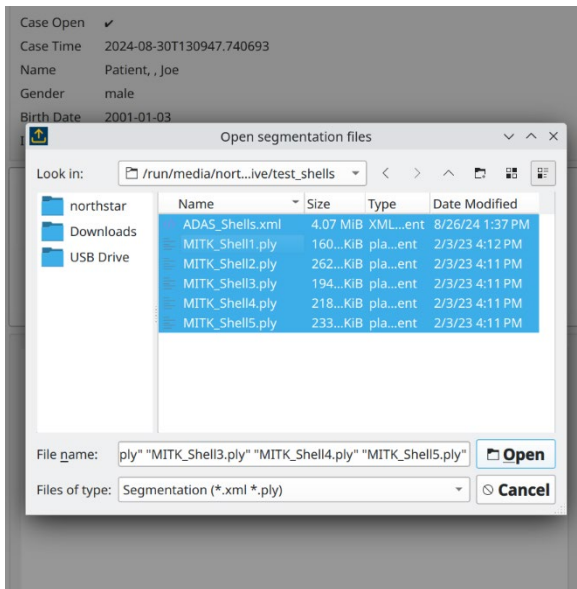 Case Open ✔
Case Time 2024-08-30T130947.740693
Name Patient, , Joe
Gender male
Birth Date 2001-01-03
Open segmentation files
Look in: /run/media/nort...ive/test_shells
northstar
Downloads
USB Drive
Name Size Type Date Modified
ADAS_Shells.xml 4.07 MiB XML...ent 8/26/24 1:37 PM
MITK_Shell1.ply 160...KiB pla...ent 2/3/23 4:12 PM
MITK_Shell2.ply 262...KiB pla...ent 2/3/23 4:11 PM
MITK_Shell3.ply 194...KiB pla...ent 2/3/23 4:11 PM
MITK_Shell4.ply 218...KiB pla...ent 2/3/23 4:11 PM
MITK_Shell5.ply 233...KiB pla...ent 2/3/23 4:11 PM
File name: ply" "MITK_Shell3.ply" "MITK_Shell4.ply" "MITK_Shell5.ply" Open
Files of type: Segmentation (*.xml *.ply) Cancel